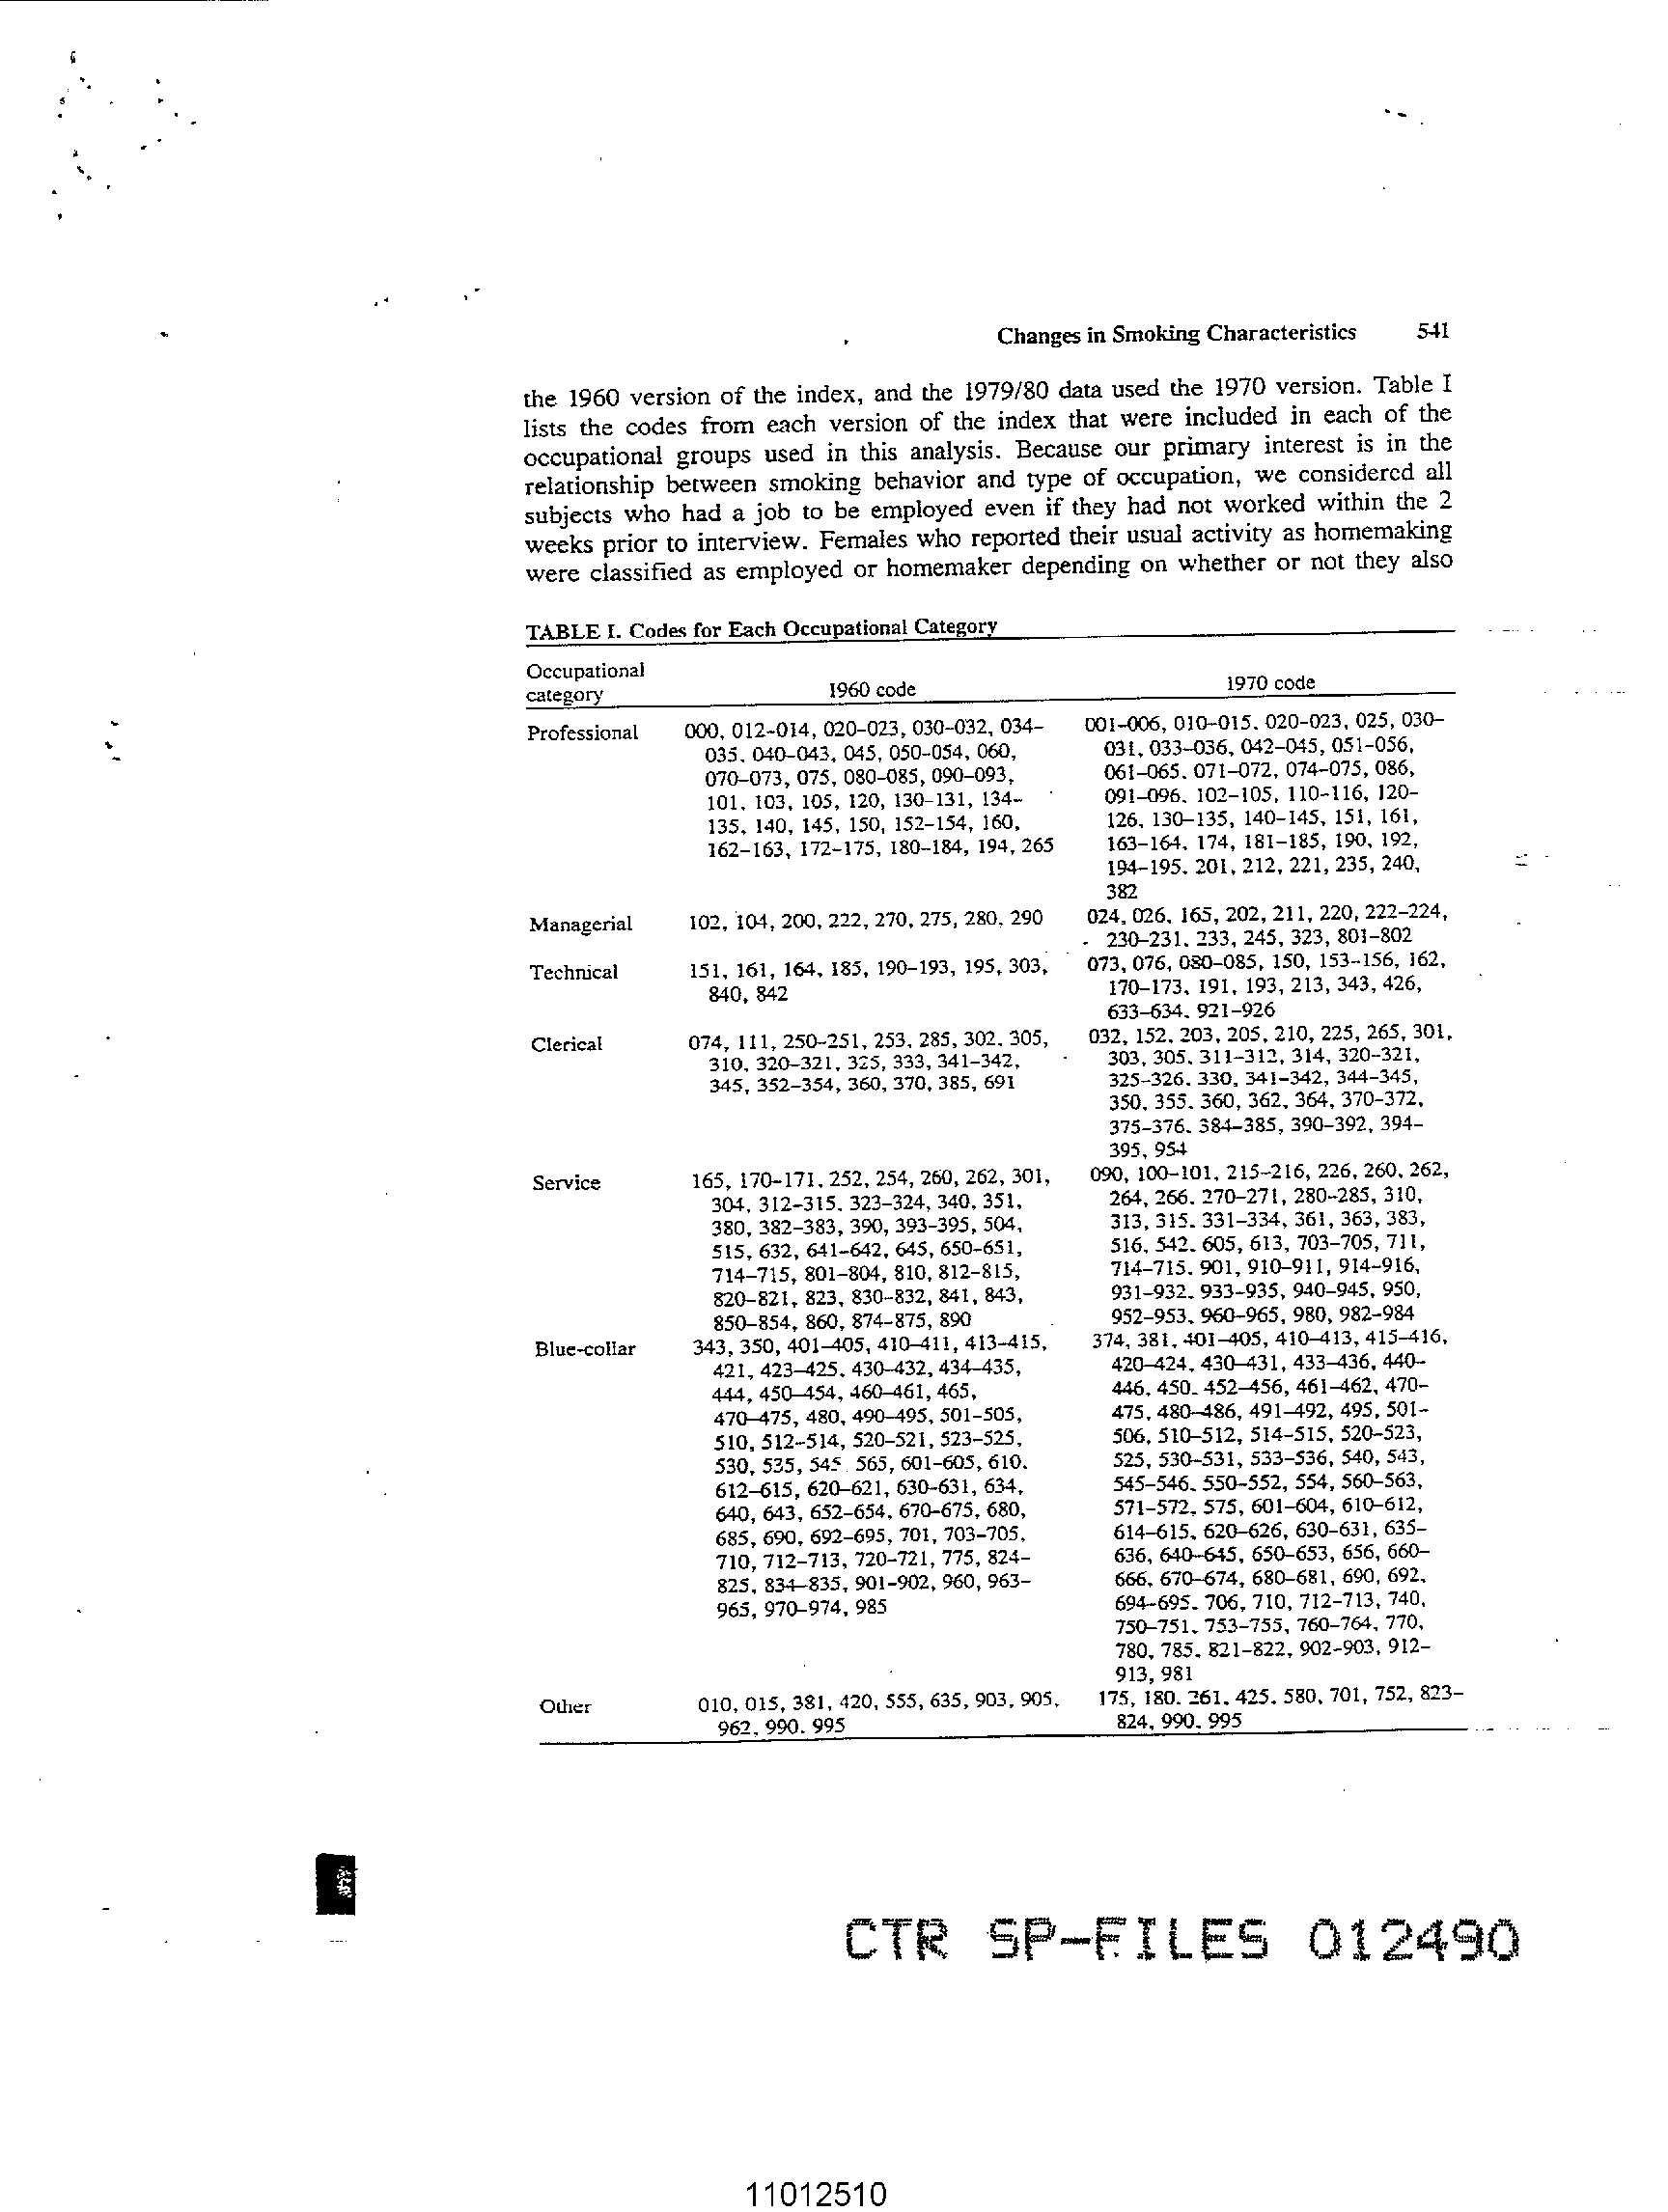 Changes in Smoking Characteristics 541
the 1960 version of the index, and the 1979/80 data used the 1970 version. Table I
lists the codes from each version of the index that were included in each of the
occupational groups used in this analysis. Because our primary interest is in the
relationship between smoking behavior and type of occupation, we considered all
subjects who had a job to be employed even if they had not worked within the 2
weeks prior to interview. Females who reported their usual activity as homemaking
were classified as employed or homemaker depending on whether or not they also
TABLE I. Codes for Each Occupational Category
Occupational
category 1960 code 1970 code
Professional 000, 012-014, 020-023, 030-032, 034- 001-006, 010-015, 020-023, 025, 030-
035, 040-043, 045, 050-054, 060, 031, 033-036, 042-045, 051-056,
070-073, 075, 080-085, 090-093, 061-065, 071-072, 074-075, 086,
101, 103, 105, 120, 130-131, 134- 091-096, 102-105, 110-116, 120-
135, 140, 145, 150, 152-154, 160, 126, 130-135, 140-145, 151, 161,
162-163, 172-175, 180-184, 194, 265 163-164, 174, 181-185, 190, 192,
194-195, 201, 212, 221, 235, 240,
382
Managerial 102, 104, 200, 222, 270, 275, 280, 290 024, 026, 165, 202, 211, 220, 222-224,
230-231, 233, 245, 323, 801-802
Technical 151, 161, 164, 185, 190-193, 195, 303, 073, 076, 080-085, 150, 153-156, 162,
840, 842 170-173, 191, 193, 213, 343, 426,
633-634, 921-926
Clerical 074, 111, 250-251, 253, 285, 302, 305, 032, 152, 203, 205, 210, 225, 265, 301,
310, 320-321, 325, 333, 341-342, 303, 305, 311-312, 314, 320-321,
345, 352-354, 360, 370, 385, 691 325-326, 330, 341-342, 344-345,
350, 355, 360, 362, 364, 370-372,
375-376, 384-385, 390-392, 394-
395, 954
Service 165, 170-171, 252, 254, 260, 262, 301, 090, 100-101, 215-216, 226, 260, 262,
304, 312-315, 323-324, 340, 351, 264, 266, 270-271, 280-285, 310,
380, 382-383, 390, 393-395, 504, 313, 315, 331-334, 361, 363, 383,
515, 632, 641-642, 645, 650-651, 516, 542, 605, 613, 703-705, 711,
714-715, 801-804, 810, 812-815, 714-715, 901, 910-911, 914-916,
820-821, 823, 830-832, 841, 843, 931-932, 933-935, 940-945, 950,
850-854, 860, 874-875, 890 952-953, 960-965, 980, 982-984
Blue-collar 343, 350, 401-405, 410-411, 413-415, 374, 381, 401-405, 410-413, 415-416,
421, 423-425, 430-432, 434-435, 420-424, 430-431, 433-436, 440-
444, 450-454, 460-461, 465, 446, 450, 452-456, 461-462, 470-
470-475, 480, 490-495, 501-505, 475, 480-486, 491-492, 495, 501-
510, 512-514, 520-521, 523-525, 506, 510-512, 514-515, 520-523,
530, 535, 545, 565, 601-605, 610, 525, 530-531, 533-536, 540, 543,
612-615, 620-621, 630-631, 634, 545-546, 550-552, 554, 560-563,
640, 643, 652-654, 670-675, 680, 571-572, 575, 601-604, 610-612,
685, 690, 692-695, 701, 703-705, 614-615, 620-626, 630-631, 635-
710, 712-713, 720-721, 775, 824- 636, 640-645, 650-653, 656, 660-
825, 834-835, 901-902, 960, 963- 666, 670-674, 680-681, 690, 692,
965, 970-974, 985 694-695, 706, 710, 712-713, 740,
750-751, 753-755, 760-764, 770,
780, 785, 821-822, 902-903, 912-
913, 981
Other 010, 015, 381, 420, 555, 635, 903, 905, 175, 180, 261, 425, 580, 701, 752, 823-
962, 990, 995 824, 990, 995
CTR SP-FILES 012490
11012510